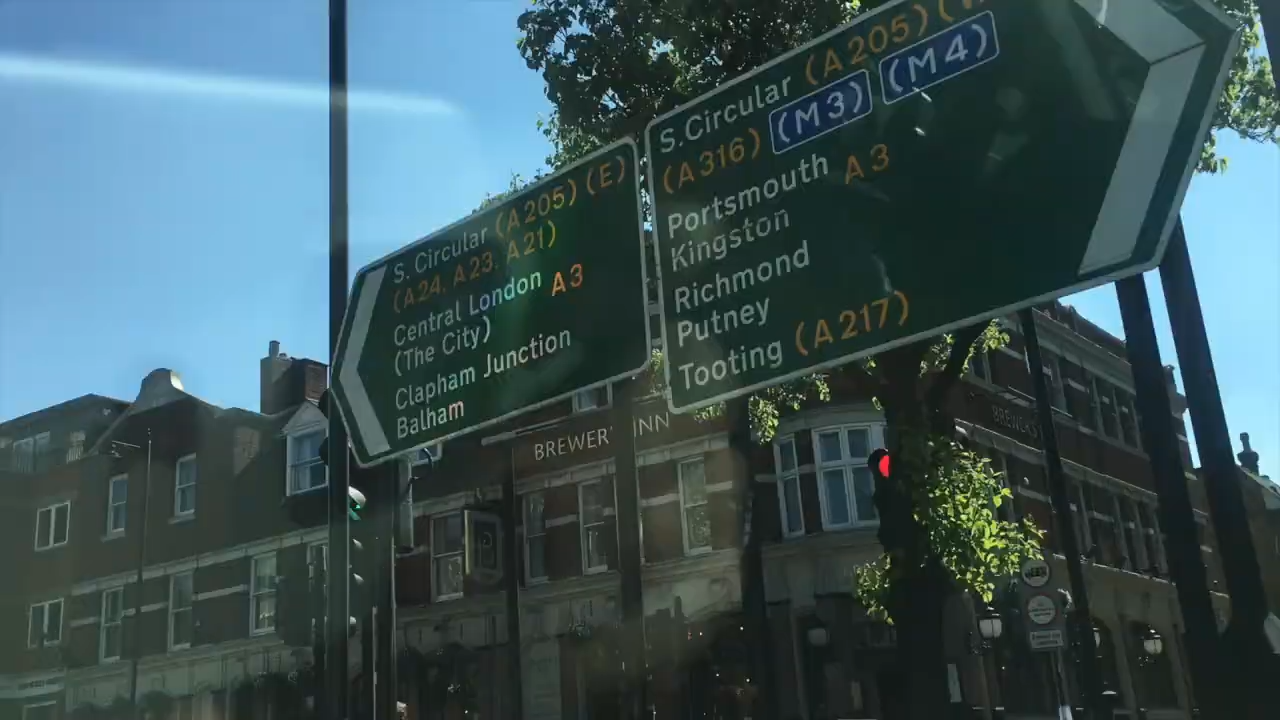 S. Circular (A205) (E)
(A24, A23, A21)
Central London A3
(The City)
Clapham Junction
Balham
S.Circular (A205)
(A316) (M3) (M4)
Portsmouth A3
Kingston
Richmond
Putney
Tooting (A217)
BREWER INN
BREWERS